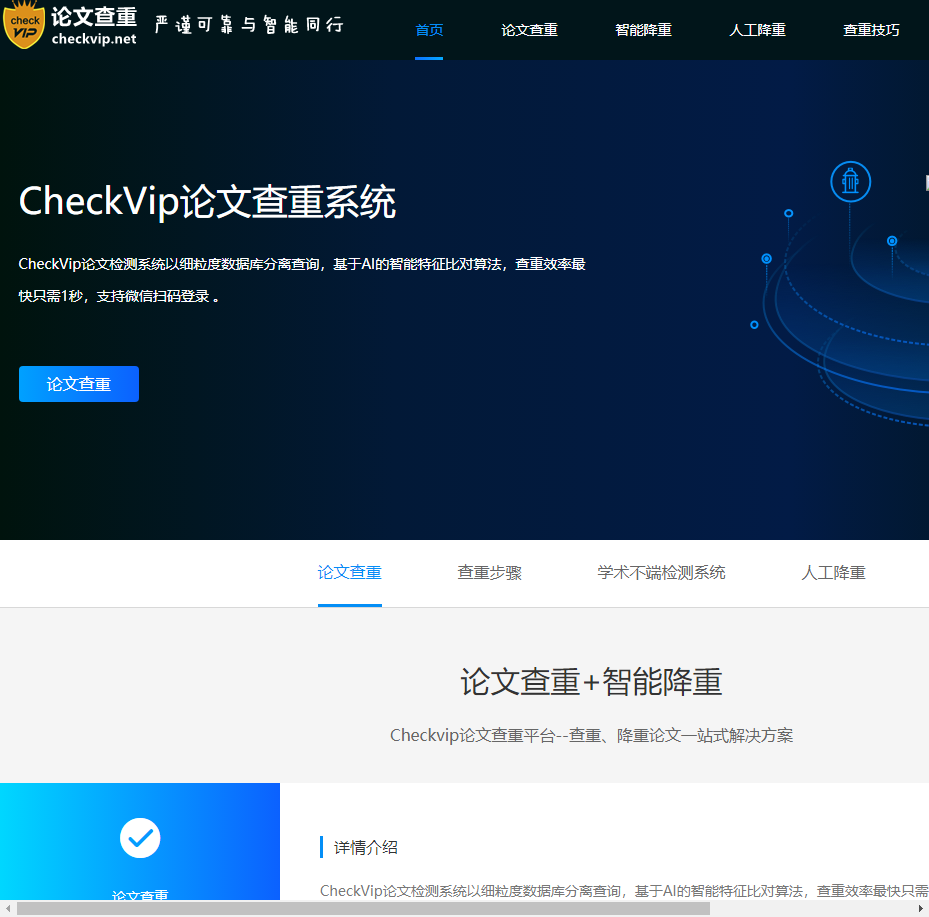 check
VIP
论文查重
checkvip.net
严谨可靠与智能同行
首页
论文查重
智能降重
人工降重
查重技巧
CheckVip论文查重系统
CheckVip论文检测系统以细粒度数据库分离查询，基于AI的智能特征比对算法，查重效率最
快只需1秒，支持微信扫码登录 。
论文查重
论文查重
查重步骤
学术不端检测系统
人工降重
论文查重+智能降重
Checkvip论文查重平台--查重、降重论文一站式解决方案
详情介绍
论文查重
CheckVip论文检测系统以细粒度数据库分离查询，基于AI的智能特征比对算法，查重效率最快只需